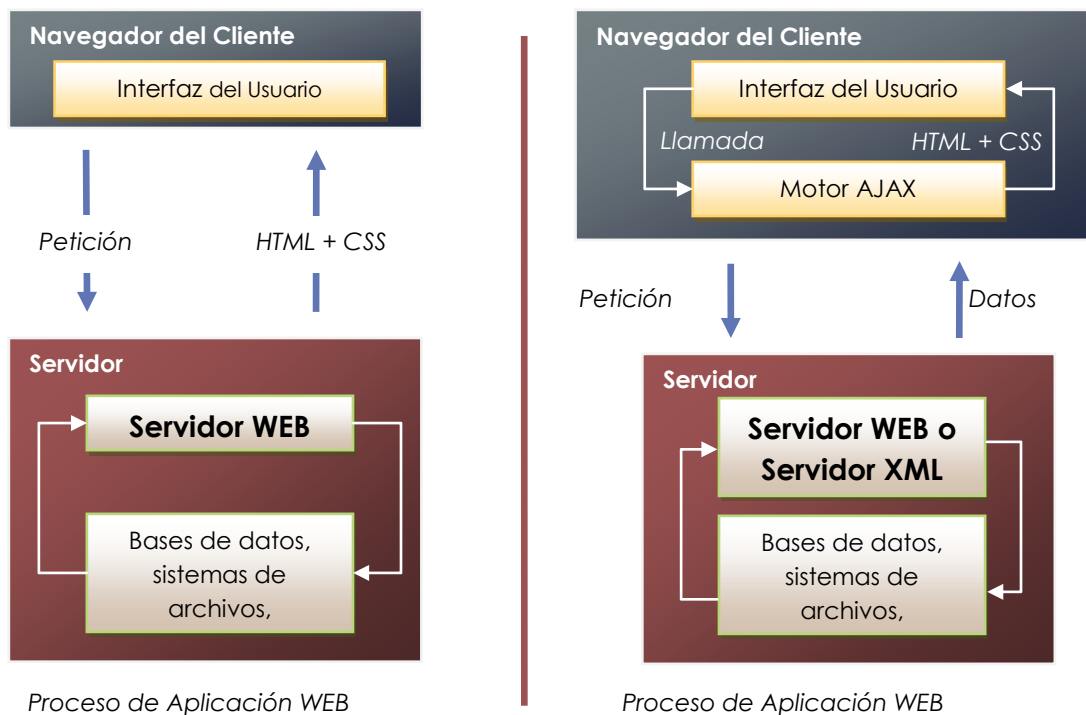 Navegador del Cliente
Interfaz del Usuario
Petición
HTML + CSS
Servidor
Servidor WEB
Bases de datos,
sistemas de
archivos,
Proceso de Aplicación WEB
Navegador del Cliente
Interfaz del Usuario
Llamada
HTML + CSS
Motor AJAX
Petición
Datos
Servidor
Servidor WEB o
Servidor XML
Bases de datos,
sistemas de
archivos,
Proceso de Aplicación WEB